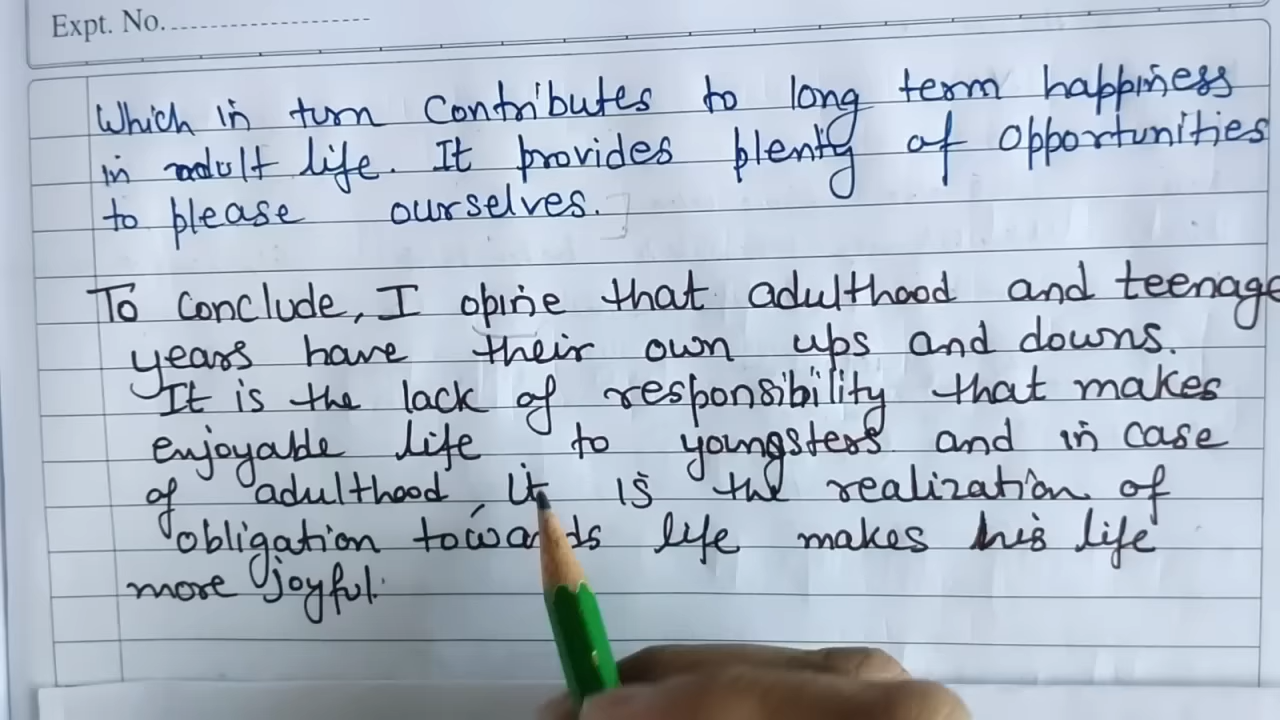 Expt. No.
Which in turn Contributes to long term happiness
in adult life. It provides plenty of opportunities
to please ourselves.
To conclude, I opine that adulthood and teenage
years have their own ups and downs.
It is the lack of responsibility that makes
enjoyable life to youngsters and in case
of adulthood, it is the realization of
obligation towards life makes his life
more joyful.